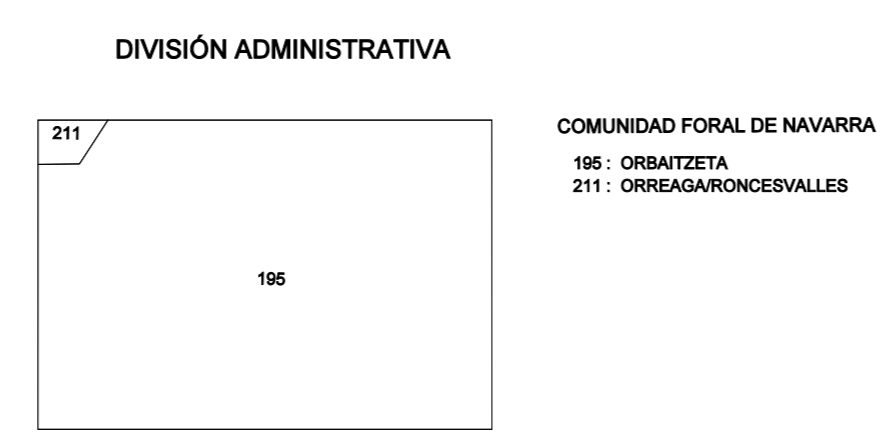 DIVISIÓN ADMINISTRATIVA
211
195
COMUNIDAD FORAL DE NAVARRA
195 : ORBAITZETA
211 : ORREAGA/RONCESVALLES